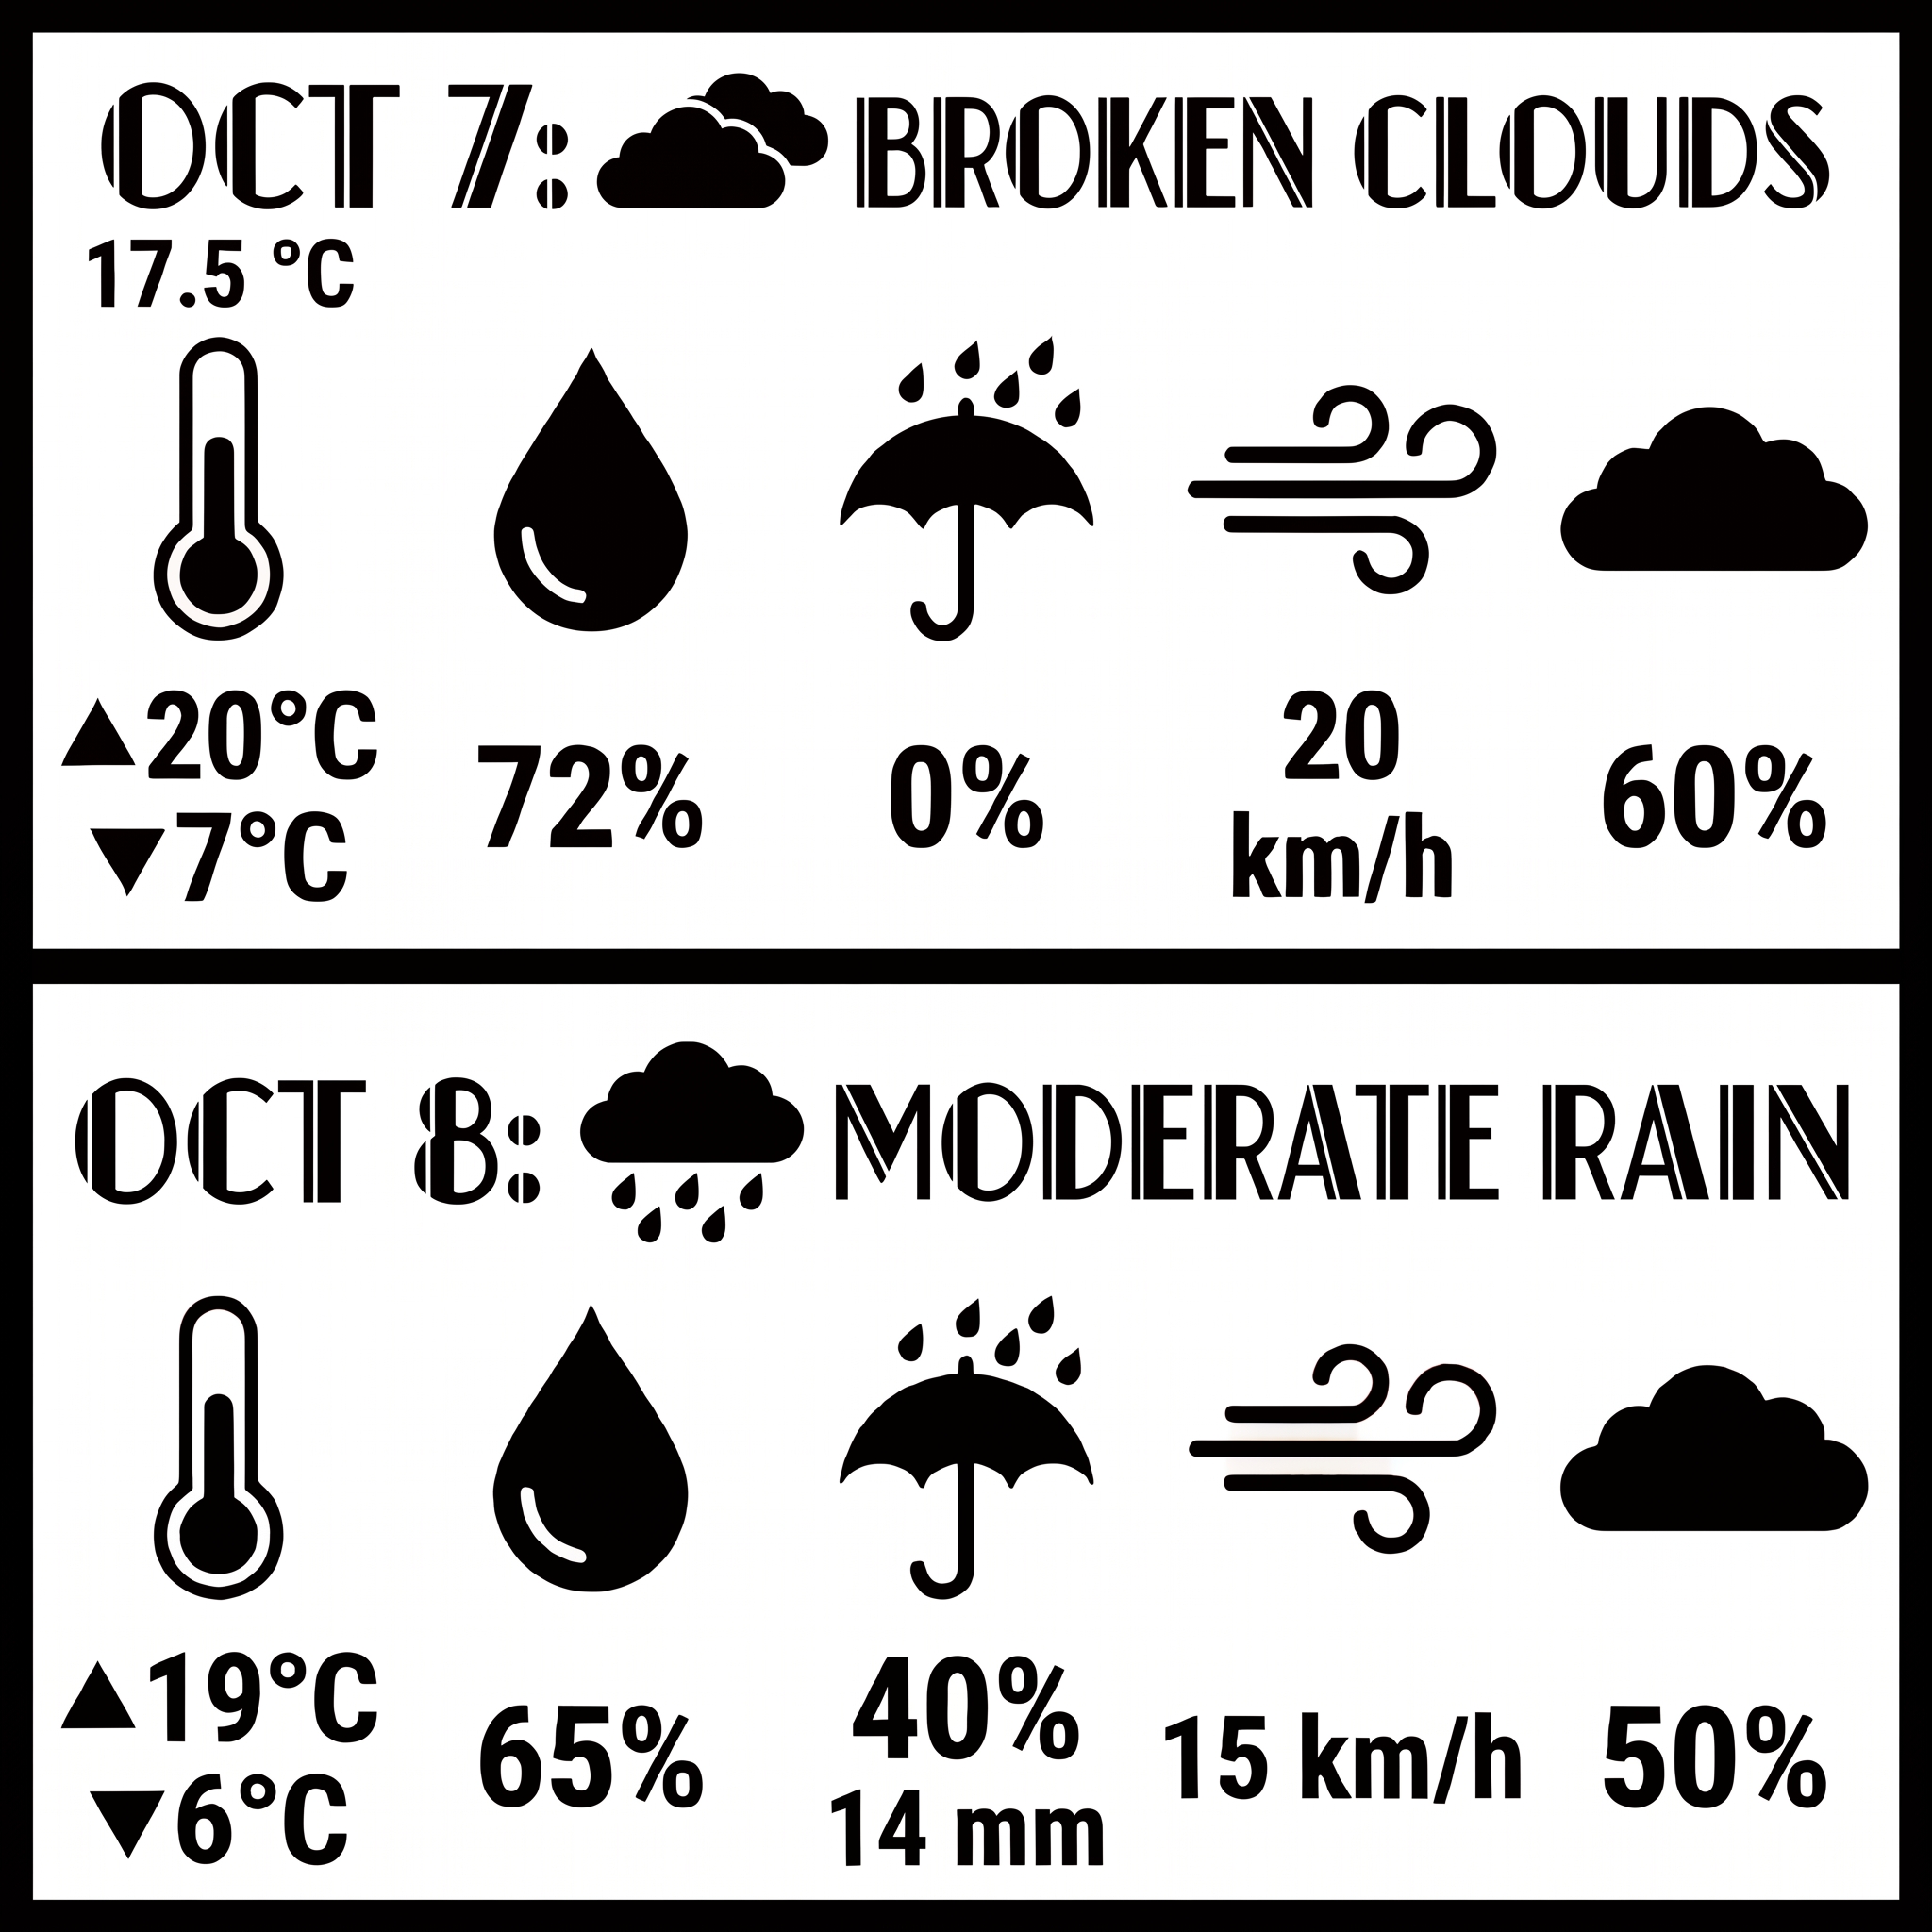 OCT 7: BROKEN CLOUDS
17.5 °C
▲20°C
▼7°C
72%
0%
20
km/h
60%
OCT 8: MODERATE RAIN
▲19°C
▼6°C
65%
40%
14 mm
15 km/h
50%